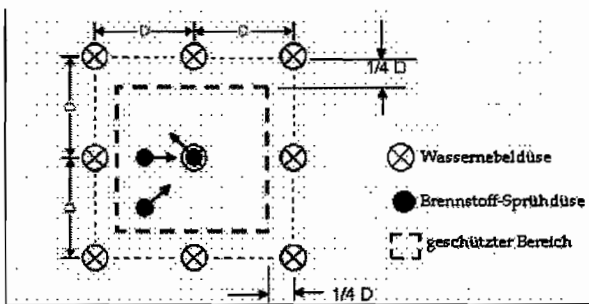 D D
1/4 D
D
D
Wassernebeldüse
Brennstoff-Sprühdüse
geschützter Bereich
1/4 D